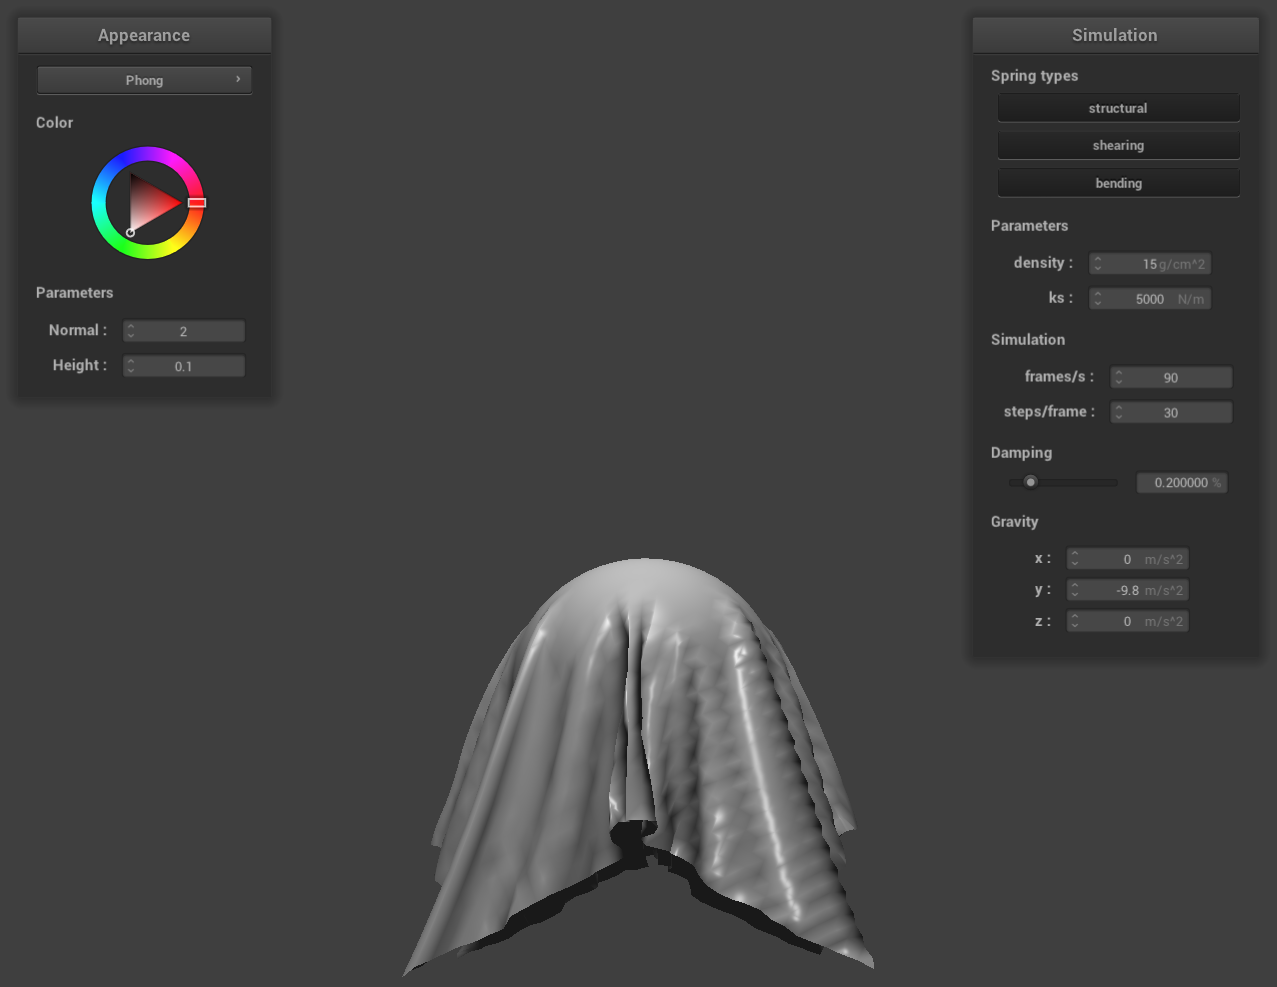 Appearance
Phong
Color
Parameters
Normal : 2
Height : 0.1
Simulation
Spring types
structural
shearing
bending
Parameters
density : 15 g/cm^2
ks : 5000 N/m
Simulation
frames/s : 90
steps/frame : 30
Damping
0.200000 %
Gravity
x : 0 m/s^2
y : -9.8 m/s^2
z : 0 m/s^2